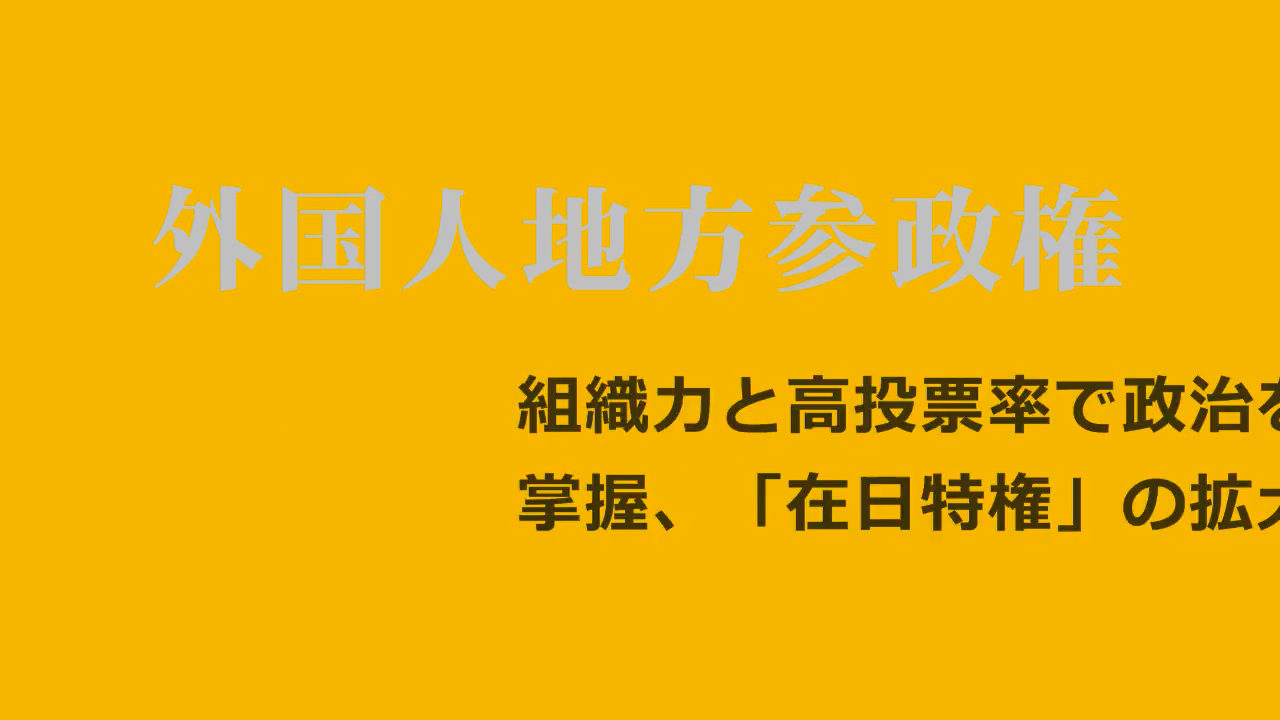 外国人地方参政権
組織力と高投票率で政治を
掌握、「在日特権」の拡大